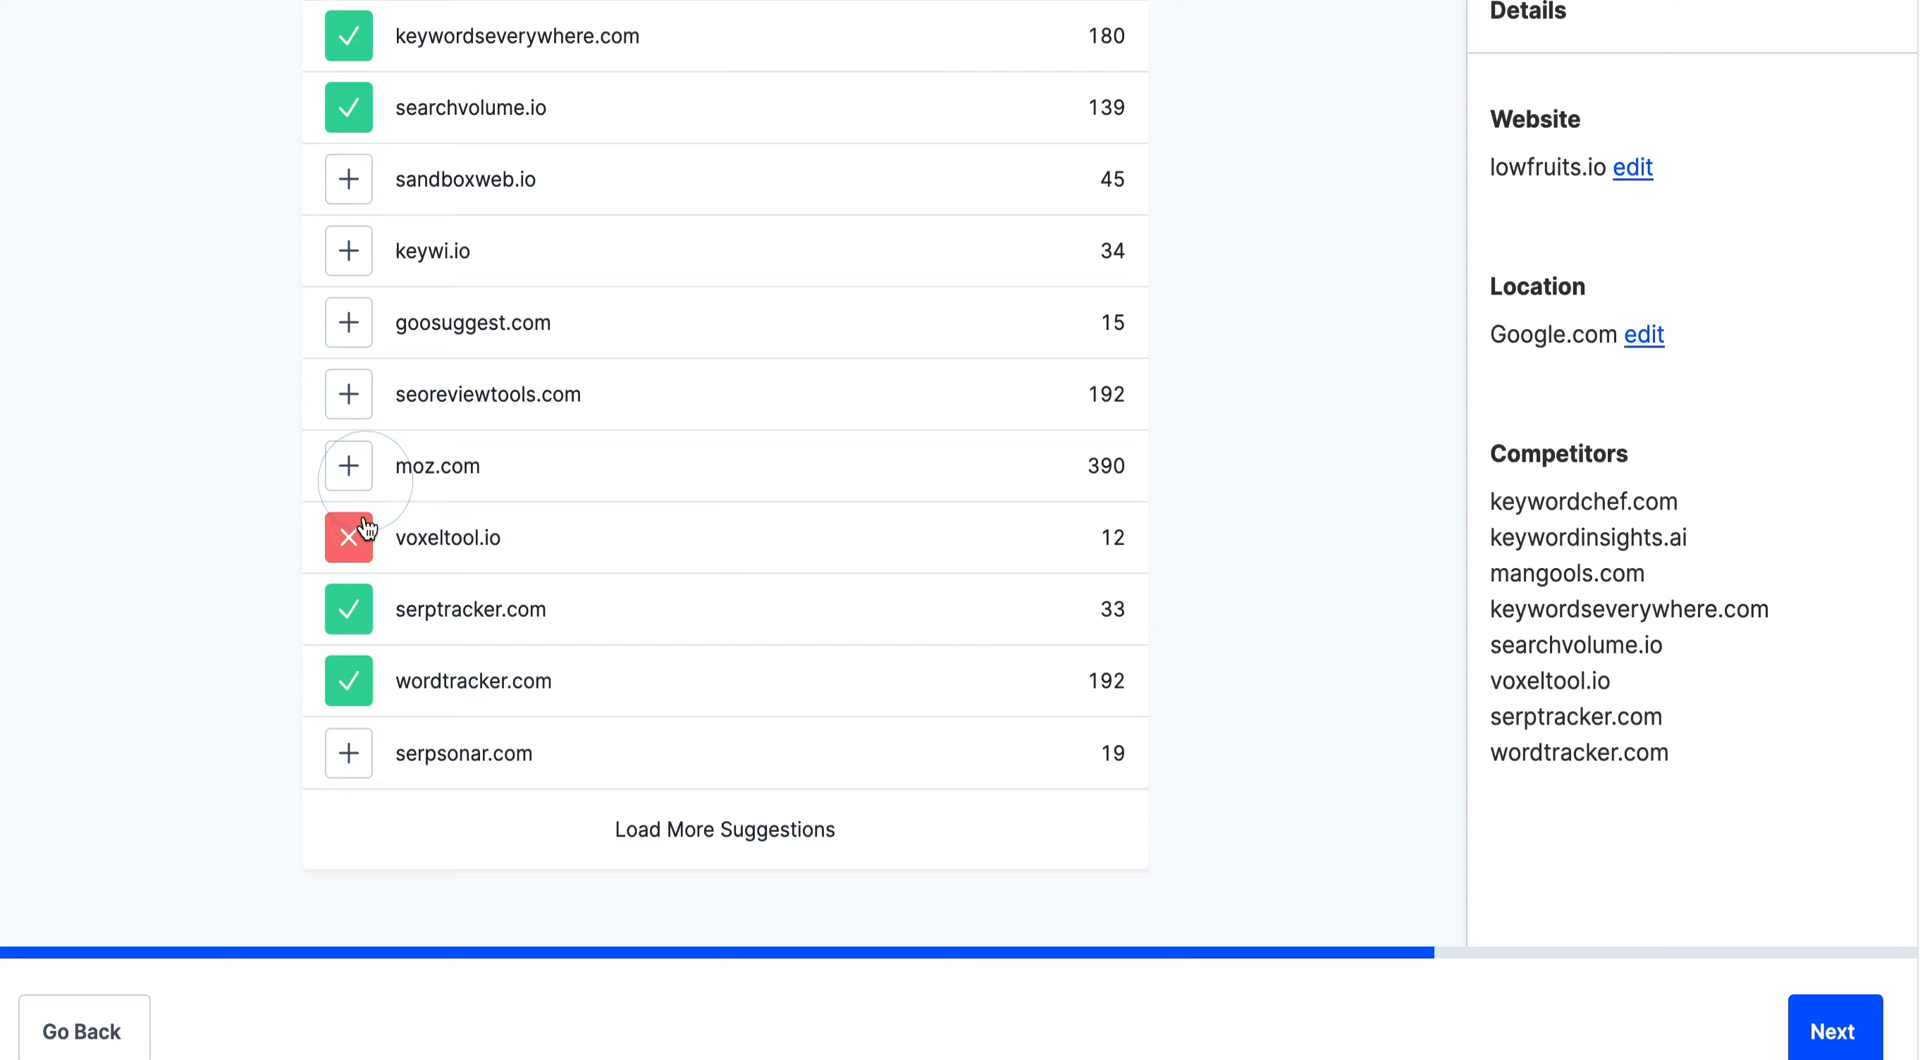 keywordseverywhere.com 180
searchvolume.io 139
sandboxweb.io 45
keywi.io 34
goosuggest.com 15
seoreviewtools.com 192
moz.com 390
voxeltool.io 12
serptracker.com 33
wordtracker.com 192
serpsonar.com 19
Load More Suggestions
Details
Website
lowfruits.io edit
Location
Google.com edit
Competitors
keywordchef.com
keywordinsights.ai
mangools.com
keywordseverywhere.com
searchvolume.io
voxeltool.io
serptracker.com
wordtracker.com
Go Back
Next